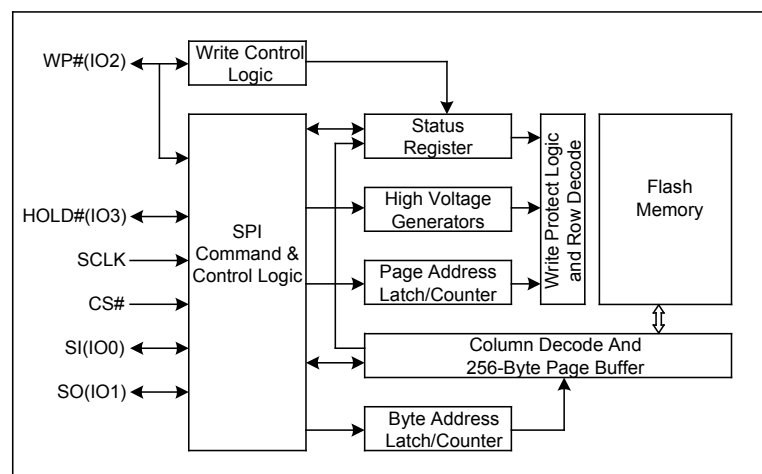 WP#(IO2)
Write Control
Logic
HOLD#(IO3)
SCLK
CS#
SI(IO0)
SO(IO1)
SPI
Command &
Control Logic
Status
Register
High Voltage
Generators
Page Address
Latch/Counter
Write Protect Logic
and Row Decode
Flash
Memory
Column Decode And
256-Byte Page Buffer
Byte Address
Latch/Counter